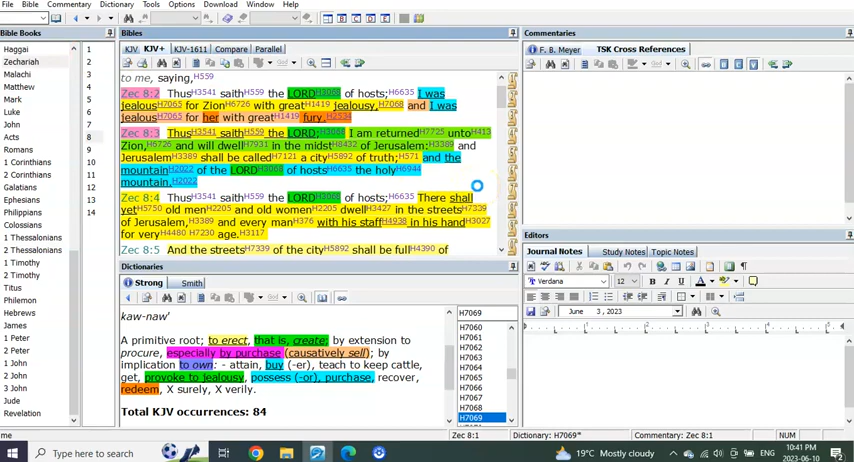 File Bible Commentary Dictionary Tools Options Download Window Help
Bible Books
Haggai
Zechariah
Malachi
Matthew
Mark
Luke
John
Acts
Romans
1 Corinthians
2 Corinthians
Galatians
Ephesians
Philippians
Colossians
1 Thessalonians
2 Thessalonians
1 Timothy
2 Timothy
Titus
Philemon
Hebrews
James
1 Peter
2 Peter
1 John
2 John
3 John
Jude
Revelation
1
2
3
4
5
6
7
8
9
10
11
12
13
14
Bibles
KJV KJV+ KJV-1611 Compare Parallel
to me, saying,H559
Zec 8:2 ThusH3541 saithH559 the LORDH3068 of hosts;H6635 I was
jealousH7065 for ZionH6726 with greatH1419 jealousy,H7068 and I was
jealousH7065 for her with greatH1419 fury.H2534
Zec 8:3 ThusH3541 saithH559 the LORD;H3068 I am returnedH7725 untoH413
Zion,H6726 and will dwellH7931 in the midstH8432 of Jerusalem:H3389 and
JerusalemH3389 shall be calledH7121 a cityH5892 of truth;H571 and the
mountainH2022 of the LORDH3068 of hostsH6635 the holyH6944
mountain.H2022
Zec 8:4 ThusH3541 saithH559 the LORDH3068 of hosts;H6635 There shall
yetH5750 old menH2205 and old womenH2205 dwellH3427 in the streetsH7339
of Jerusalem,H3389 and every manH376 with his staffH4938 in his handH3027
for veryH4480 H7230 age.H3117
Zec 8:5 And the streetsH7339 of the cityH5892 shall be fullH4390 of
Dictionaries
Strong Smith
kaw-naw'
A primitive root; to erect, that is, create; by extension to
procure, especially by purchase (causatively sell); by
implication to own: - attain, buy (-er), teach to keep cattle,
get, provoke to jealousy, possess (-or), purchase, recover,
redeem, X surely, X verily.
Total KJV occurrences: 84
H7069
H7060
H7061
H7062
H7063
H7064
H7065
H7066
H7067
H7068
H7069
Commentaries
F. B. Meyer TSK Cross References
Editors
Journal Notes Study Notes Topic Notes
Verdana 12 B I U A
June 3, 2023
1 2 3 4 5
me Zec 8:1 Dictionary: H7069* Commentary: Zec 8:1 NUM
Type here to search
19°C Mostly cloudy ENG 10:41 PM
2023-06-10
2